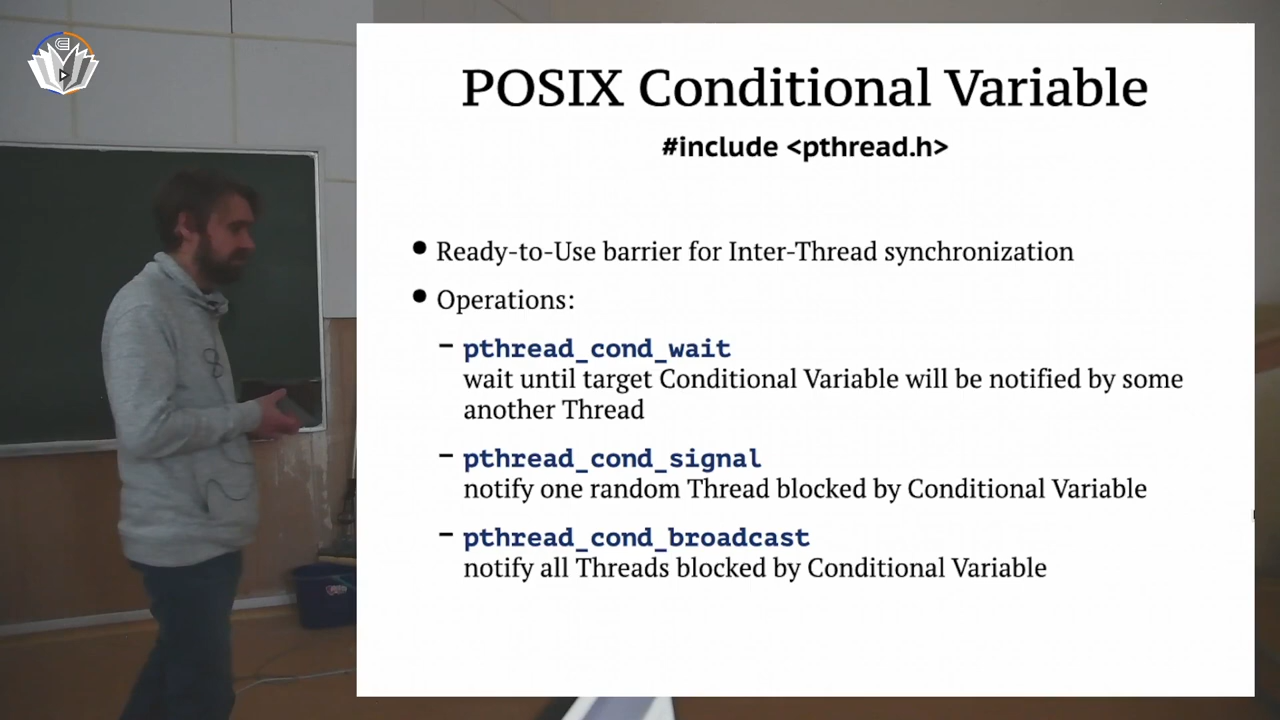 POSIX Conditional Variable
#include <pthread.h>
● Ready-to-Use barrier for Inter-Thread synchronization
● Operations:
– pthread_cond_wait
wait until target Conditional Variable will be notified by some
another Thread
– pthread_cond_signal
notify one random Thread blocked by Conditional Variable
– pthread_cond_broadcast
notify all Threads blocked by Conditional Variable